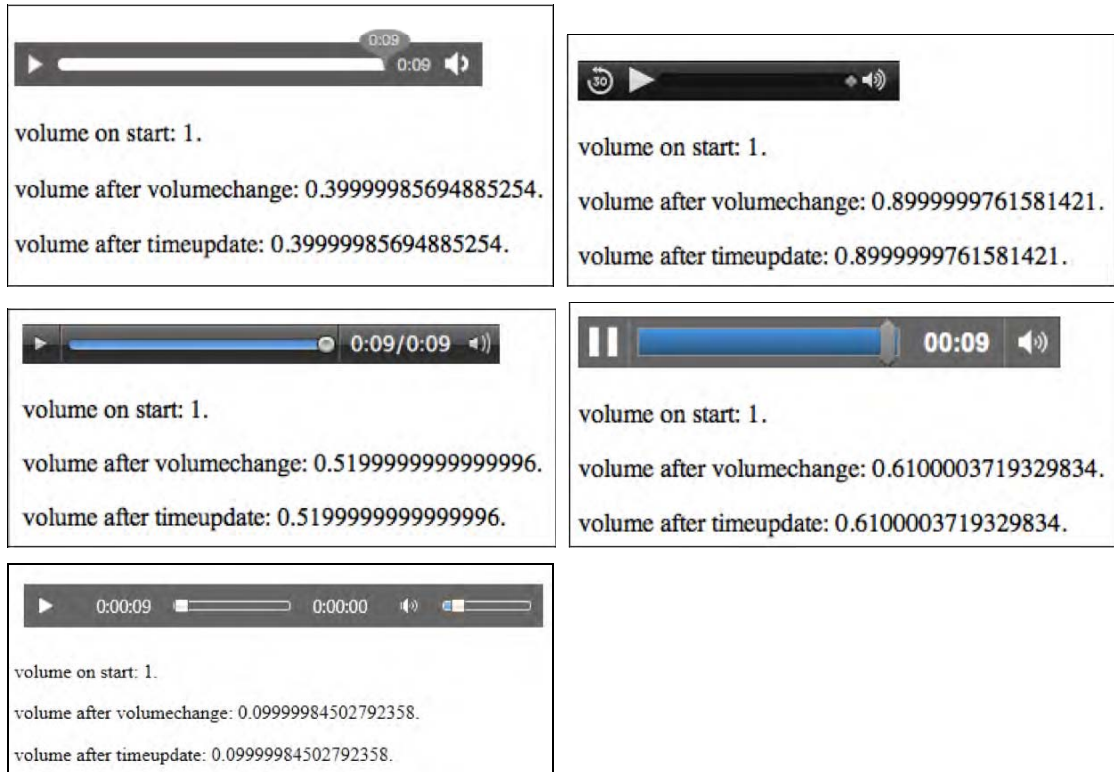 0:09
0:09
volume on start: 1.
volume after volumechange: 0.39999985694885254.
volume after timeupdate: 0.39999985694885254.
30
volume on start: 1.
volume after volumechange: 0.8999999761581421.
volume after timeupdate: 0.8999999761581421.
0:09/0:09
volume on start: 1.
volume after volumechange: 0.5199999999999996.
volume after timeupdate: 0.5199999999999996.
00:09
volume on start: 1.
volume after volumechange: 0.6100003719329834.
volume after timeupdate: 0.6100003719329834.
0:00:09 0:00:00
volume on start: 1.
volume after volumechange: 0.09999984502792358.
volume after timeupdate: 0.09999984502792358.